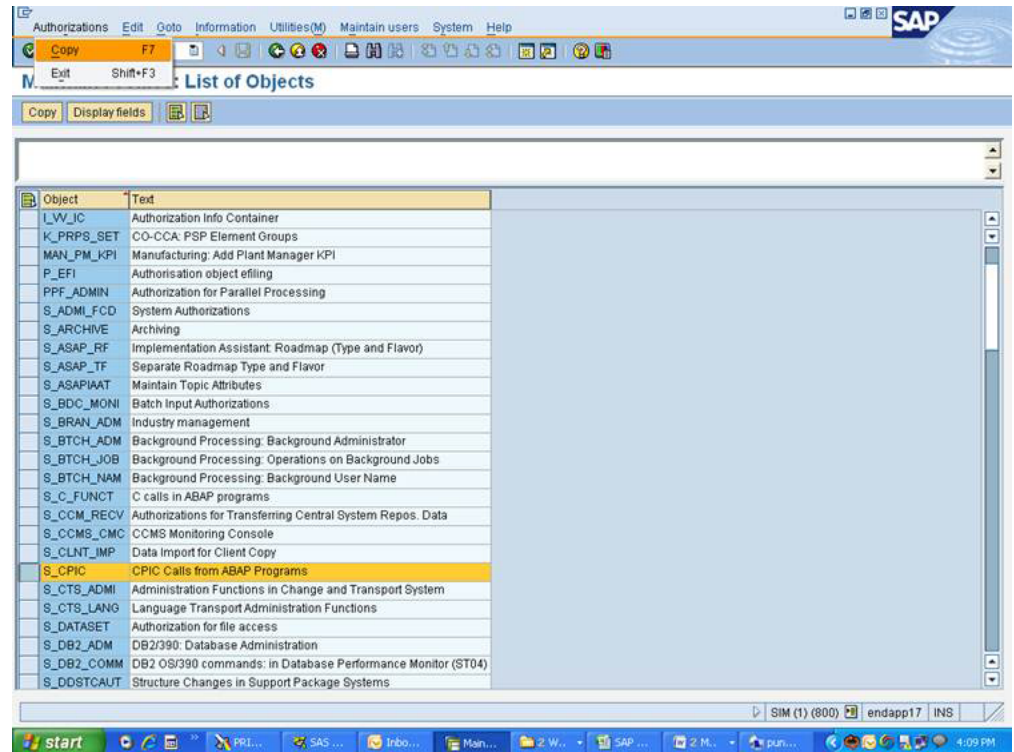 Authorizations Edit Goto Information Utilities(M) Maintain users System Help
SAP
Copy F7
Exit Shift+F3
: List of Objects
Copy Display fields
Object Text
I_VV_IC Authorization Info Container
K_PRPS_SET CO-CCA: PSP Element Groups
MAN_PM_KPI Manufacturing: Add Plant Manager KPI
P_EFI Authorisation object efiling
PPF_ADMIN Authorization for Parallel Processing
S_ADMI_FCD System Authorizations
S_ARCHIVE Archiving
S_ASAP_RF Implementation Assistant: Roadmap (Type and Flavor)
S_ASAP_TF Separate Roadmap Type and Flavor
S_ASAPIAAT Maintain Topic Attributes
S_BDC_MONI Batch Input Authorizations
S_BRAN_ADM Industry management
S_BTCH_ADM Background Processing: Background Administrator
S_BTCH_JOB Background Processing: Operations on Background Jobs
S_BTCH_NAM Background Processing: Background User Name
S_C_FUNCT C calls in ABAP programs
S_CCM_RECV Authorizations for Transferring Central System Repos. Data
S_CCMS_CMC CCMS Monitoring Console
S_CLNT_IMP Data Import for Client Copy
S_CPIC CPIC Calls from ABAP Programs
S_CTS_ADMI Administration Functions in Change and Transport System
S_CTS_LANG Language Transport Administration Functions
S_DATASET Authorization for file access
S_DB2_ADM DB2/390: Database Administration
S_DB2_COMM DB2 OS/390 commands: in Database Performance Monitor (ST04)
S_DDSTCAUT Structure Changes in Support Package Systems
SIM (1) (800) endapp17 INS
start PRI... SAS ... Inbo... Main... 2 W.. SAP ... 2 M.. pun... 4:09 PM